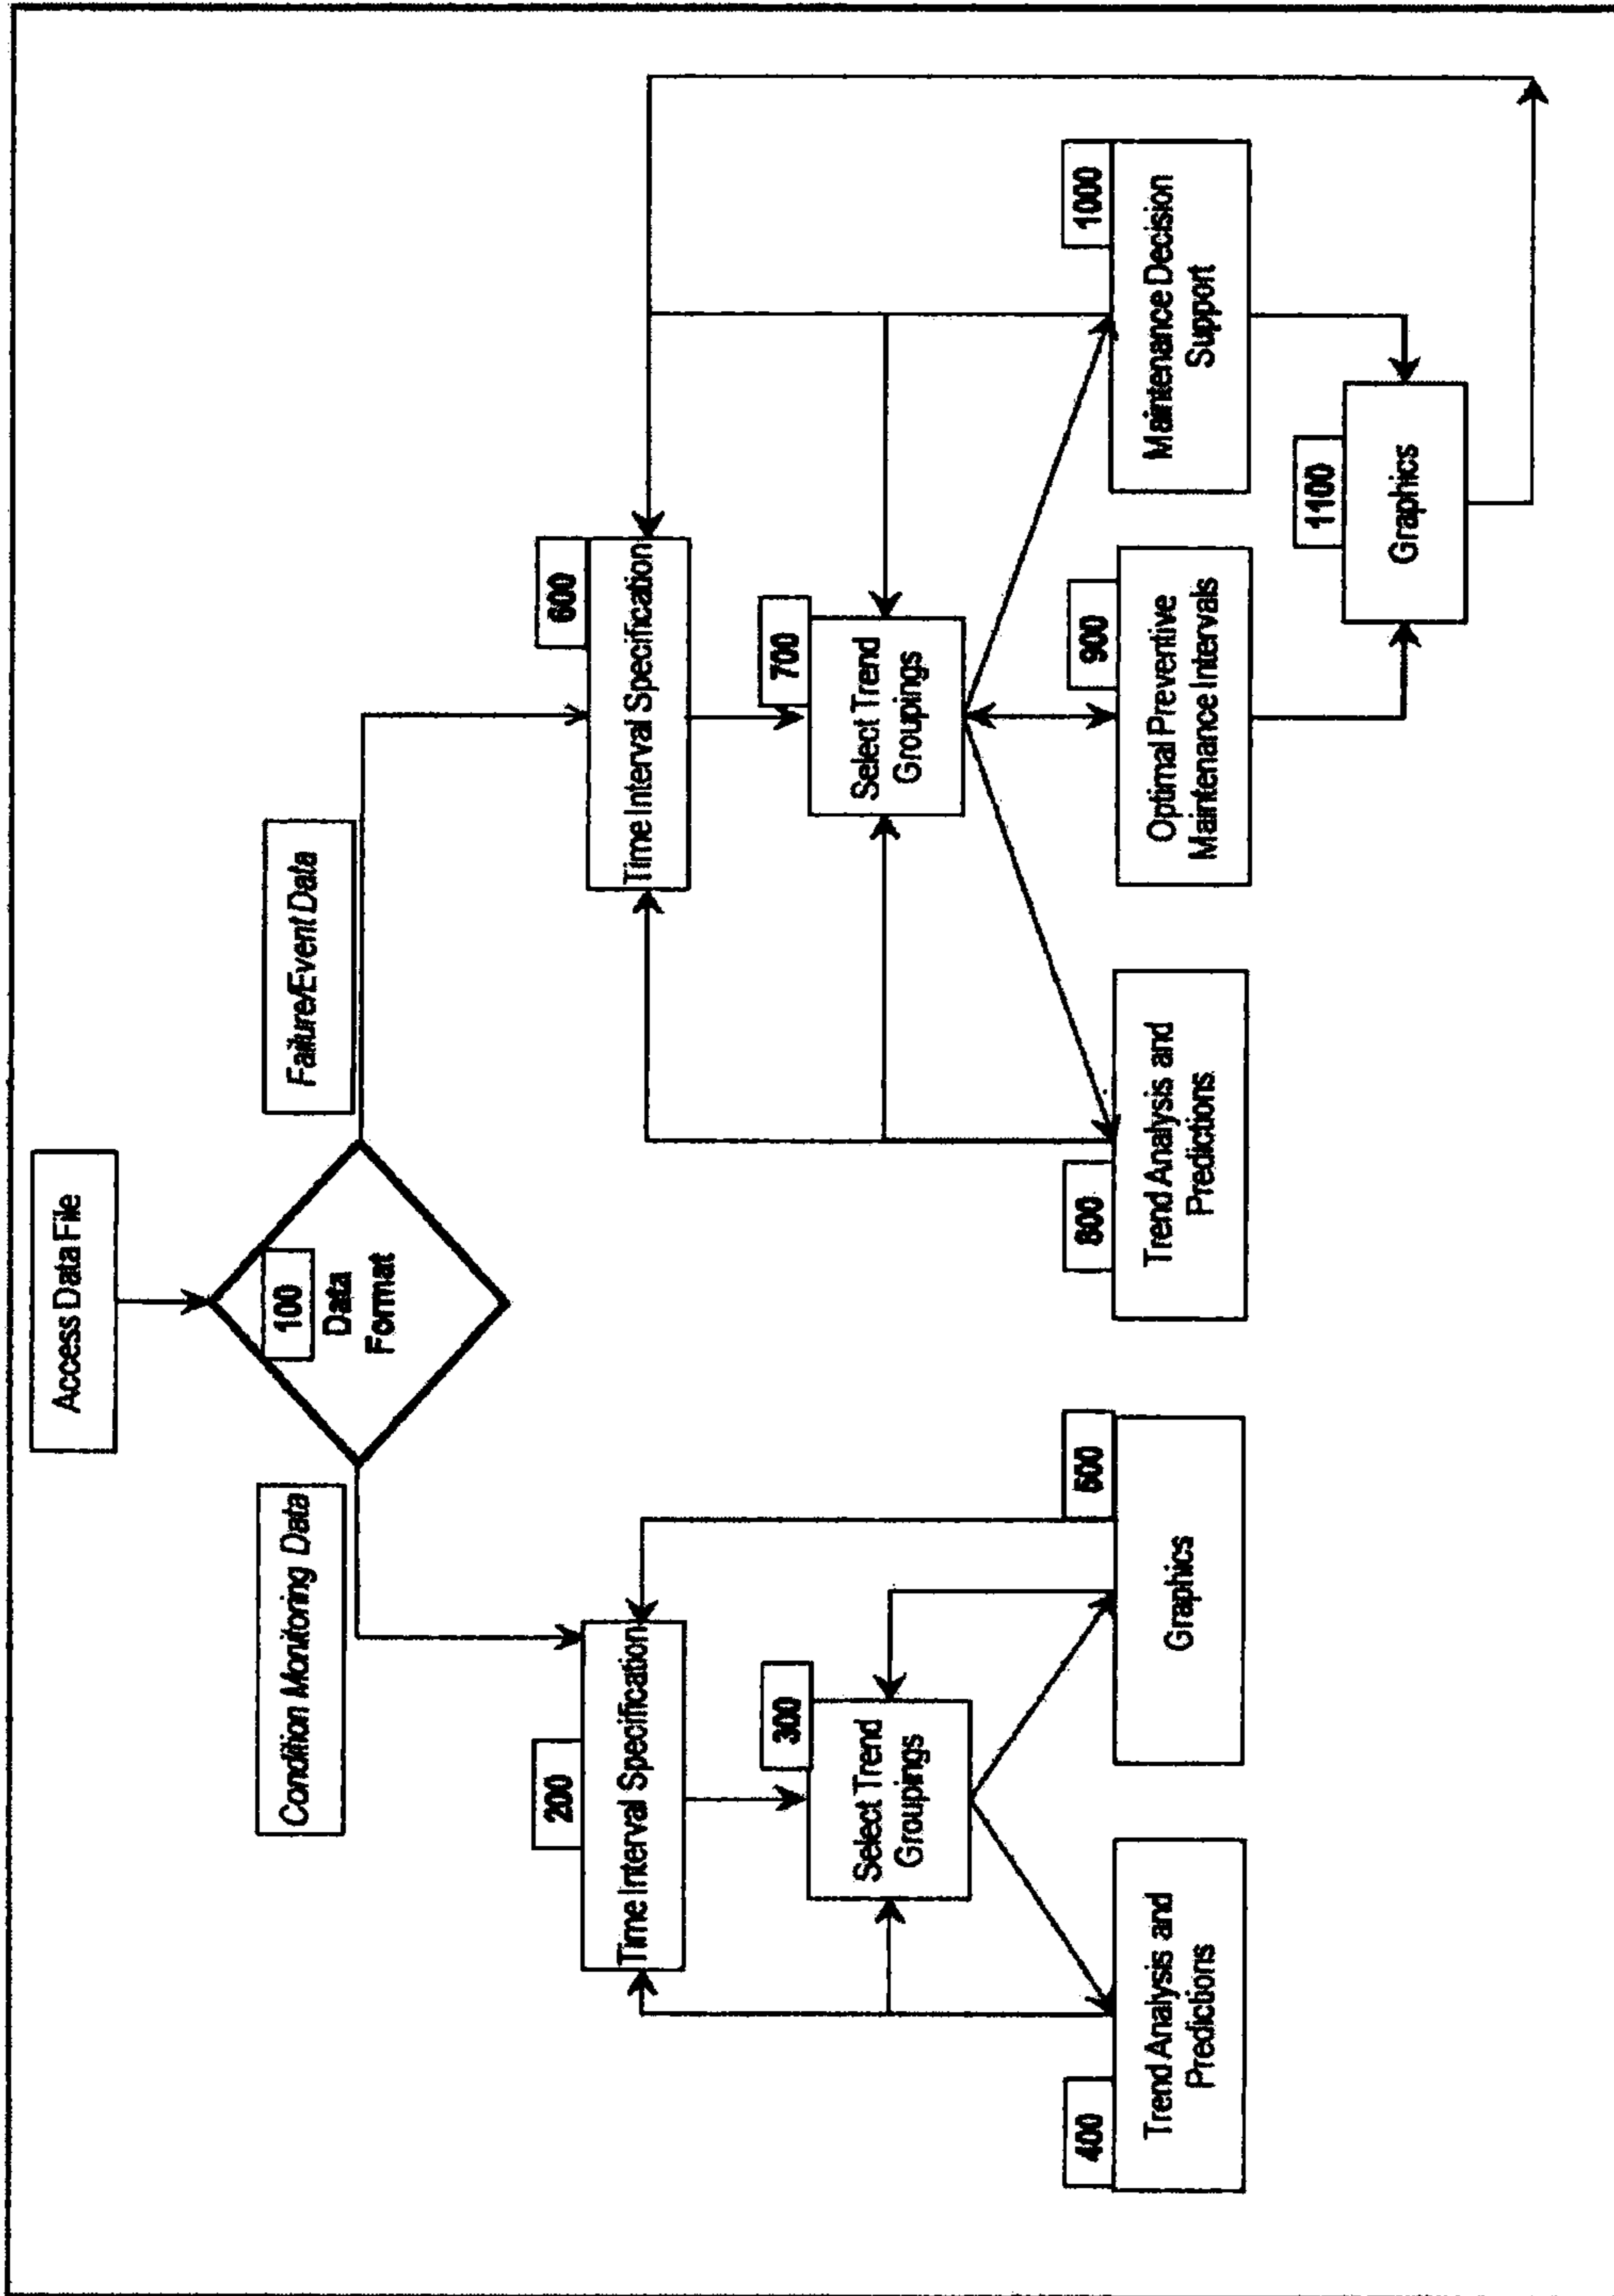 Access Data File
100
Data
Format
Condition Monitoring Data
Failure/Event Data
200
Time Interval Specification
300
Select Trend
Groupings
400
Trend Analysis and
Predictions
500
Graphics
600
Time Interval Specification
700
Select Trend
Groupings
800
Trend Analysis and
Predictions
900
Optimal Preventive
Maintenance Intervals
1000
Maintenance Decision
Support
1100
Graphics